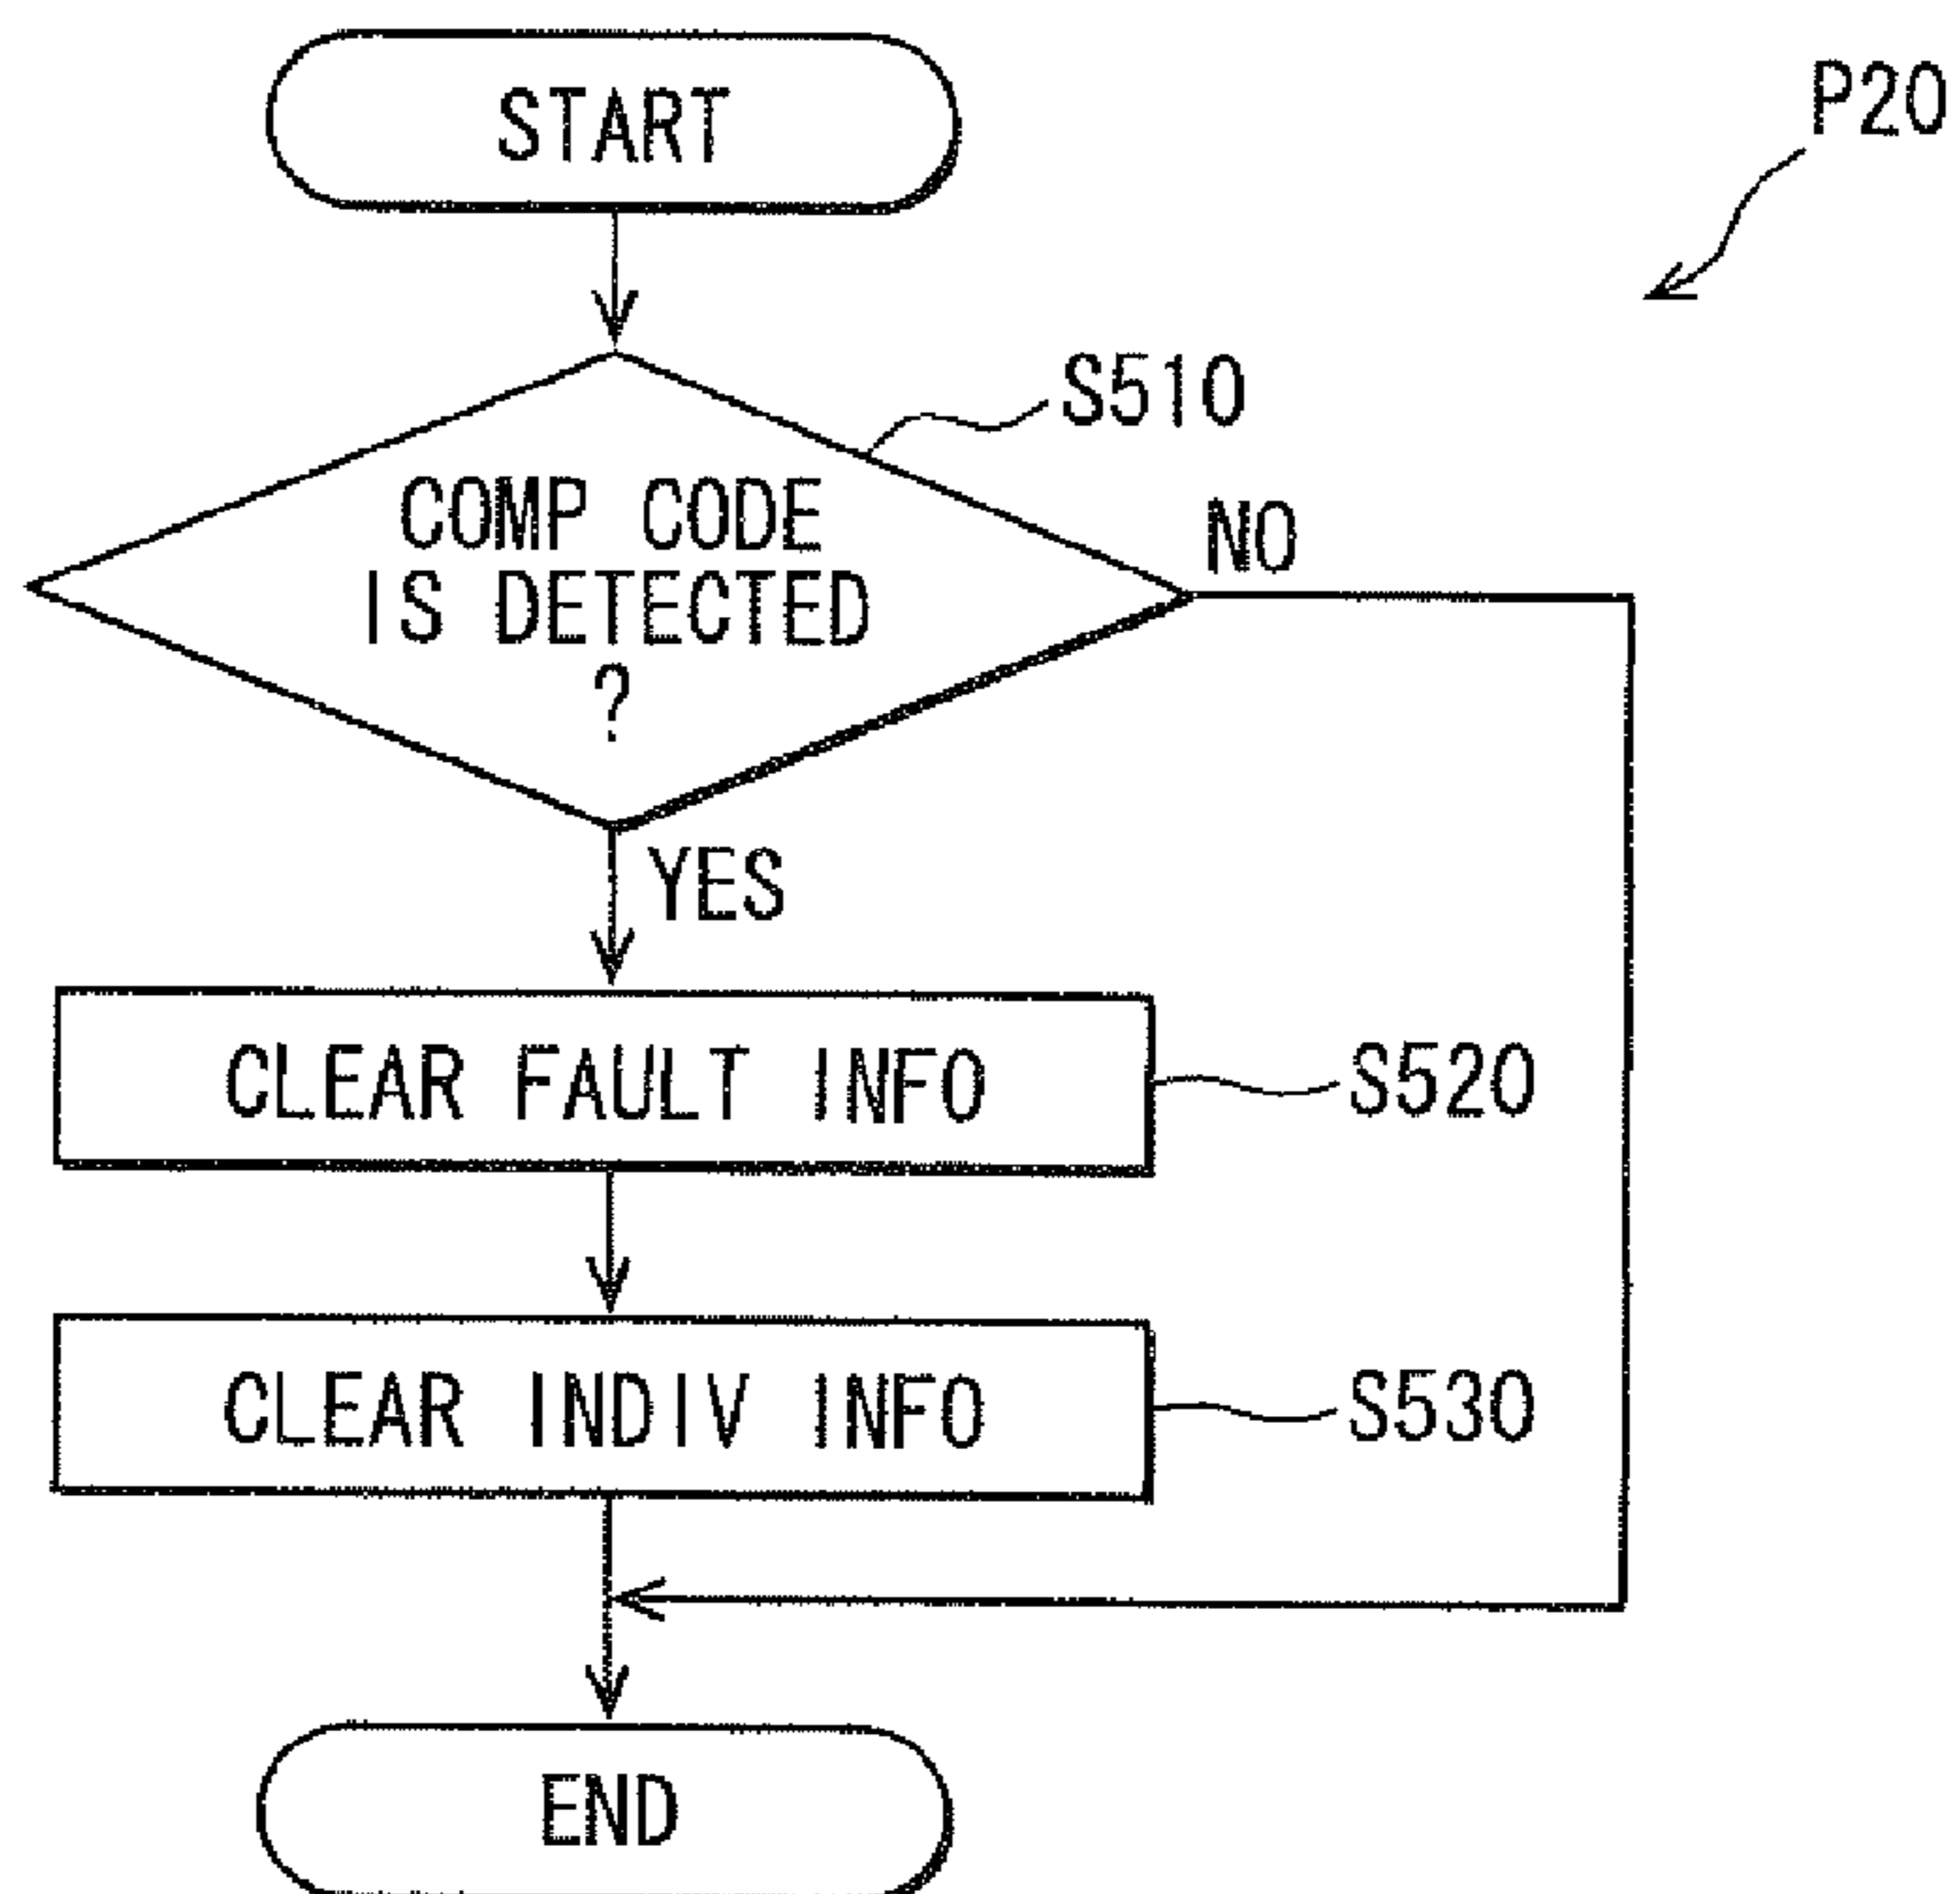 START
P20
S510
COMP CODE
IS DETECTED
?
NO
YES
CLEAR FAULT INFO
S520
CLEAR INDIV INFO
S530
END